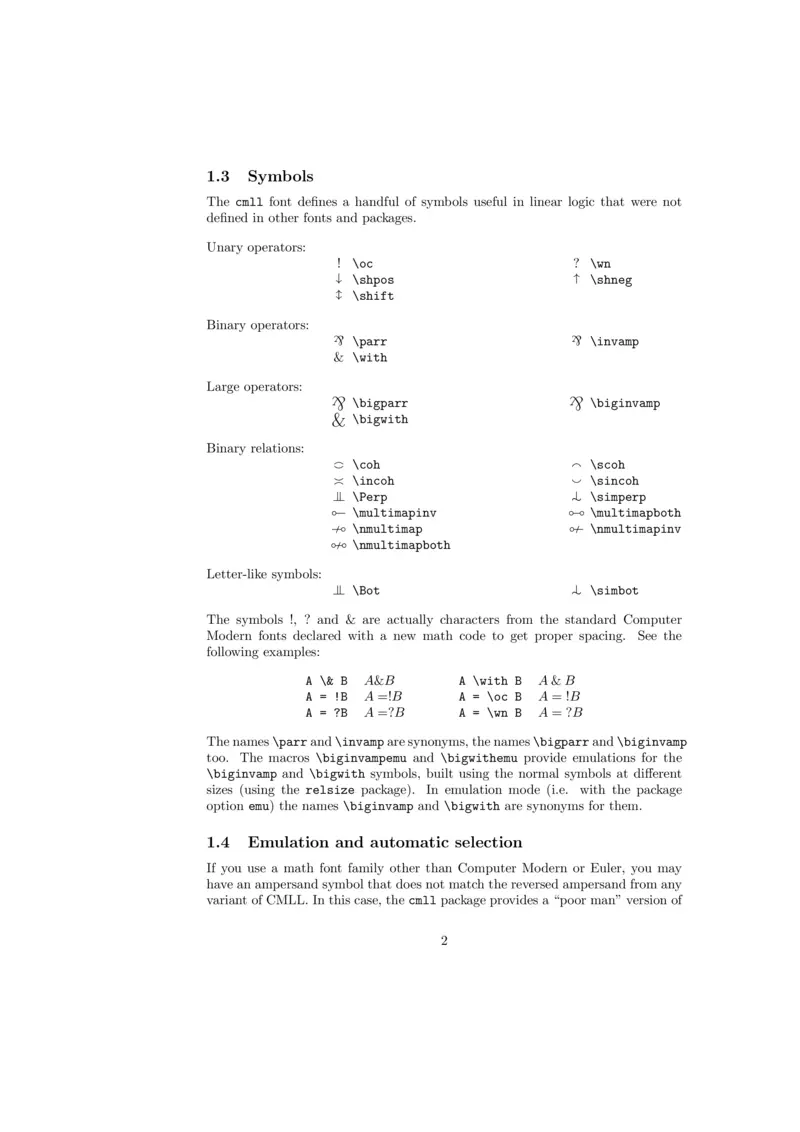 1.3 Symbols
The cmll font defines a handful of symbols useful in linear logic that were not
defined in other fonts and packages.
Unary operators:
! \oc ? \wn
↓ \shpos ↑ \shneg
↕ \shift
Binary operators:
⅋ \parr ⅋ \invamp
& \with
Large operators:
⅋ \bigparr ⅋ \biginvamp
& \bigwith
Binary relations:
\coh ⌢ \scoh
≍ \incoh ⌣ \sincoh
⫫ \Perp \simperp
⟜ \multimapinv ⧟ \multimapboth
\nmultimap \nmultimapinv
\nmultimapboth
Letter-like symbols:
⫫ \Bot \simbot
The symbols !, ? and & are actually characters from the standard Computer
Modern fonts declared with a new math code to get proper spacing. See the
following examples:
A \& B A&B A \with B A & B
A = !B A =!B A = \oc B A = !B
A = ?B A =?B A = \wn B A = ?B
The names \parr and \invamp are synonyms, the names \bigparr and \biginvamp
too. The macros \biginvampemu and \bigwithemu provide emulations for the
\biginvamp and \bigwith symbols, built using the normal symbols at different
sizes (using the relsize package). In emulation mode (i.e. with the package
option emu) the names \biginvamp and \bigwith are synonyms for them.
1.4 Emulation and automatic selection
If you use a math font family other than Computer Modern or Euler, you may
have an ampersand symbol that does not match the reversed ampersand from any
variant of CMLL. In this case, the cmll package provides a “poor man” version of
2